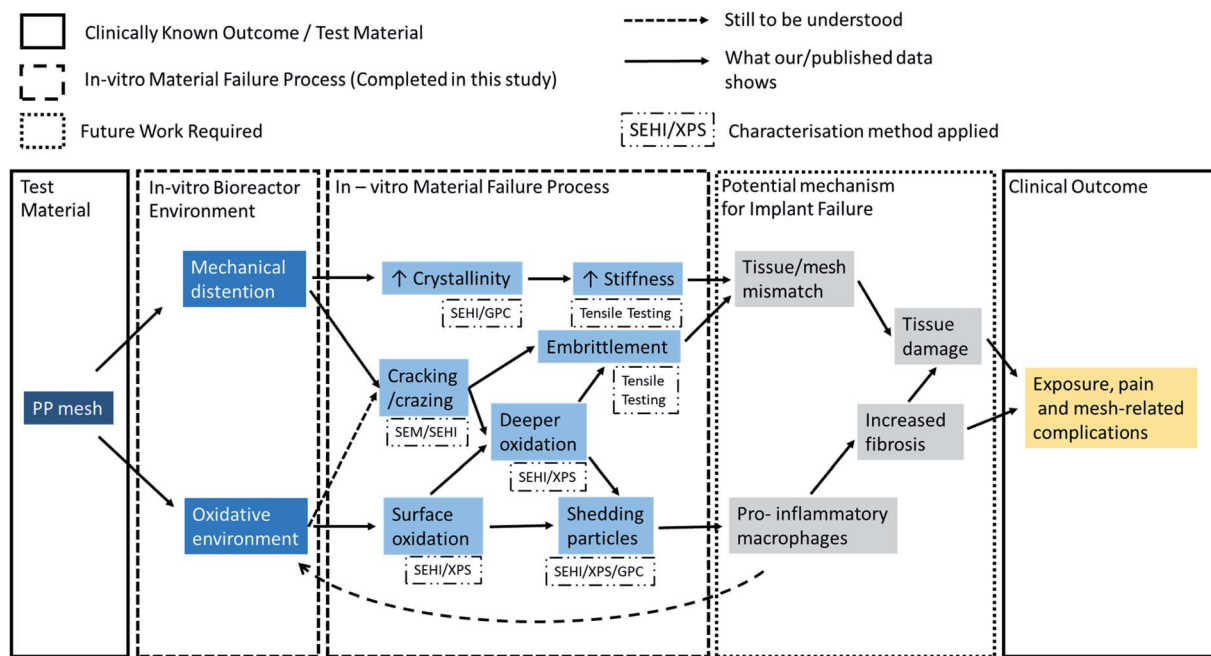 Clinically Known Outcome / Test Material
In-vitro Material Failure Process (Completed in this study)
Future Work Required
Still to be understood
What our/published data
shows
SEHI/XPS
Characterisation method applied
Test
Material
In-vitro Bioreactor
Environment
In – vitro Material Failure Process
Potential mechanism
for Implant Failure
Clinical Outcome
PP mesh
Mechanical
distention
Oxidative
environment
↑ Crystallinity
SEHI/GPC
↑ Stiffness
Tensile Testing
Embrittlement
Tensile
Testing
Cracking
/crazing
SEM/SEHI
Deeper
oxidation
SEHI/XPS
Surface
oxidation
SEHI/XPS
Shedding
particles
SEHI/XPS/GPC
Tissue/mesh
mismatch
Tissue
damage
Increased
fibrosis
Pro- inflammatory
macrophages
Exposure, pain
and mesh-related
complications